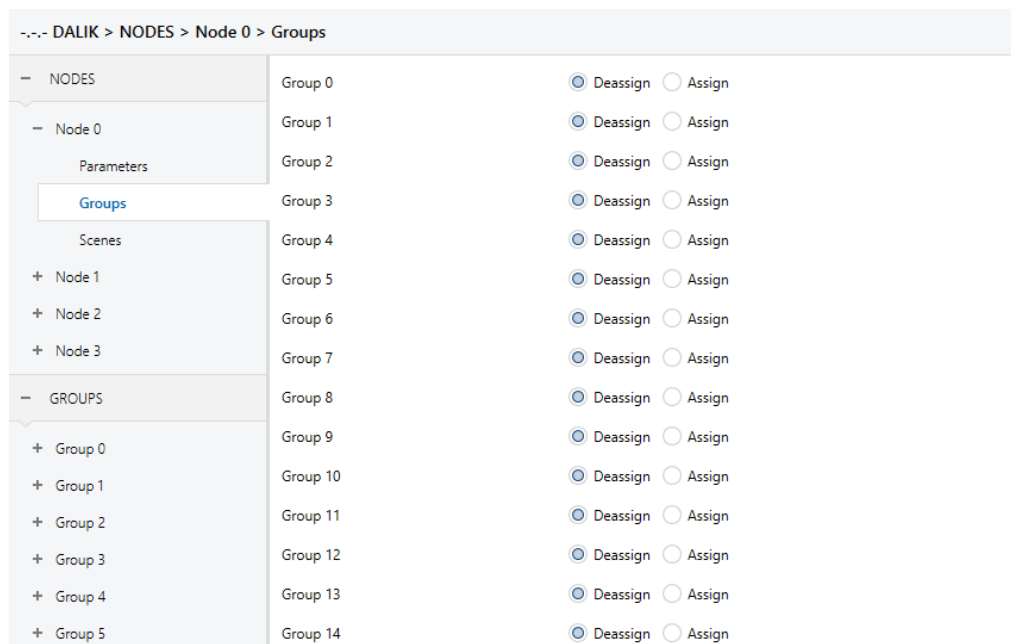 -.-.- DALIK > NODES > Node 0 > Groups
NODES
Node 0
Parameters
Groups
Scenes
Node 1
Node 2
Node 3
GROUPS
Group 0
Group 1
Group 2
Group 3
Group 4
Group 5
Group 0 Deassign Assign
Group 1 Deassign Assign
Group 2 Deassign Assign
Group 3 Deassign Assign
Group 4 Deassign Assign
Group 5 Deassign Assign
Group 6 Deassign Assign
Group 7 Deassign Assign
Group 8 Deassign Assign
Group 9 Deassign Assign
Group 10 Deassign Assign
Group 11 Deassign Assign
Group 12 Deassign Assign
Group 13 Deassign Assign
Group 14 Deassign Assign